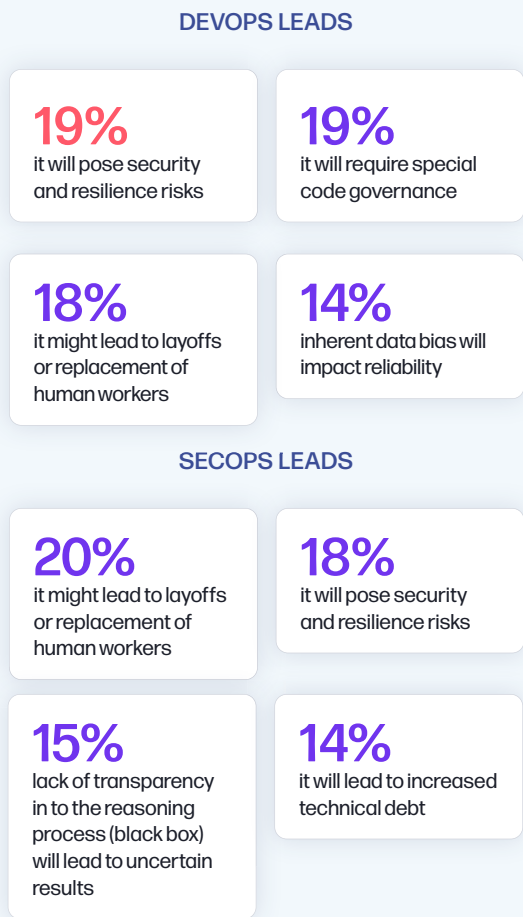 DEVOPS LEADS
19%
it will pose security
and resilience risks
19%
it will require special
code governance
18%
it might lead to layoffs
or replacement of
human workers
14%
inherent data bias will
impact reliability
SECOPS LEADS
20%
it might lead to layoffs
or replacement of
human workers
18%
it will pose security
and resilience risks
15%
lack of transparency
in to the reasoning
process (black box)
will lead to uncertain
results
14%
it will lead to increased
technical debt